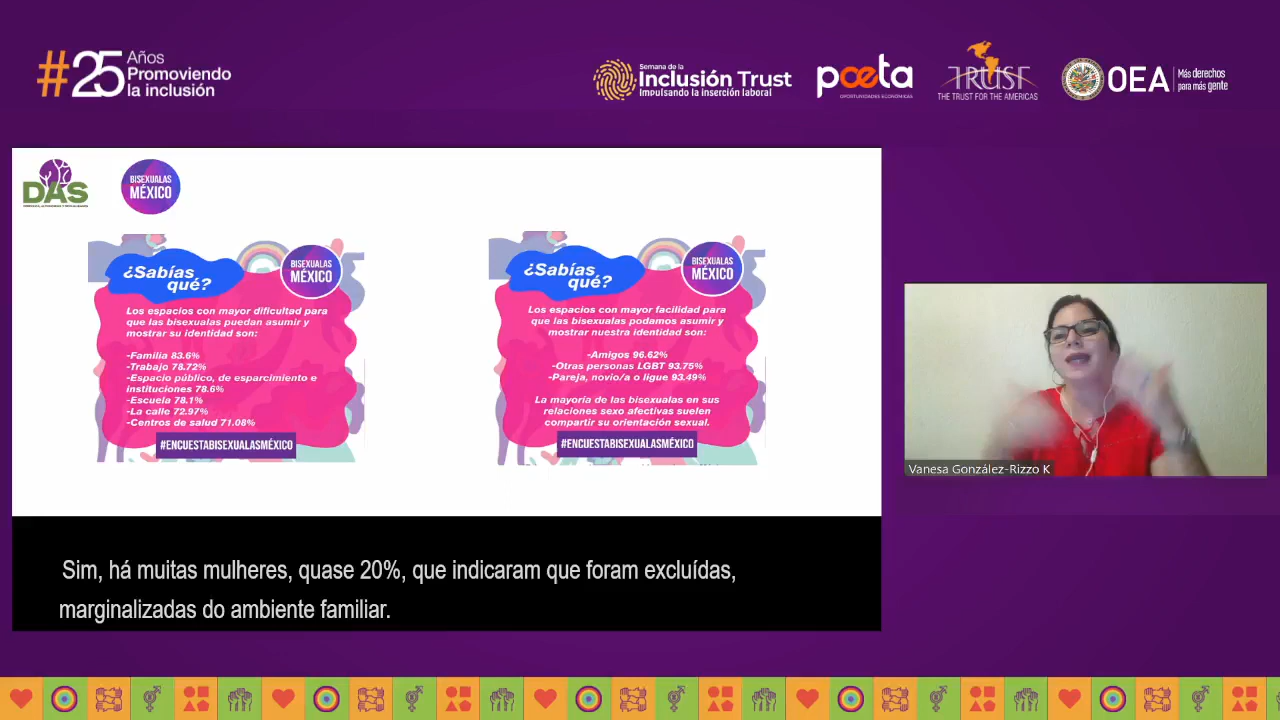 #25 Años
Promoviendo
la inclusión
Semana de la
Inclusión Trust
Impulsando la inserción laboral
poeta
OPORTUNIDADES ECONÓMICAS
TRUST
THE TRUST FOR THE AMERICAS
OEA
Más derechos
para más gente
DAS
BISEXUALAS
MÉXICO
¿Sabías
qué?
BISEXUALAS
MÉXICO
Los espacios con mayor dificultad para
que las bisexuales puedan asumir y
mostrar su identidad son:
-Familia 83.6%
-Trabajo 78.72%
-Espacio público, de esparcimiento e
instituciones 78.6%
-Escuela 78.1%
-La calle 72.97%
-Centros de salud 71.08%
#ENCUESTABISEXUALASMÉXICO
¿Sabías
qué?
BISEXUALAS
MÉXICO
Los espacios con mayor facilidad para
que las bisexualas podamos asumir y
mostrar nuestra identidad son:
-Amigos 96.62%
-Otras personas LGBT 93.75%
-Pareja, novio/a o ligue 93.49%
La mayoría de las bisexualas en sus
relaciones sexo afectivas suelen
compartir su orientación sexual.
#ENCUESTABISEXUALASMÉXICO
Vanesa González-Rizzo K
Sim, há muitas mulheres, quase 20%, que indicaram que foram excluídas,
marginalizadas do ambiente familiar.